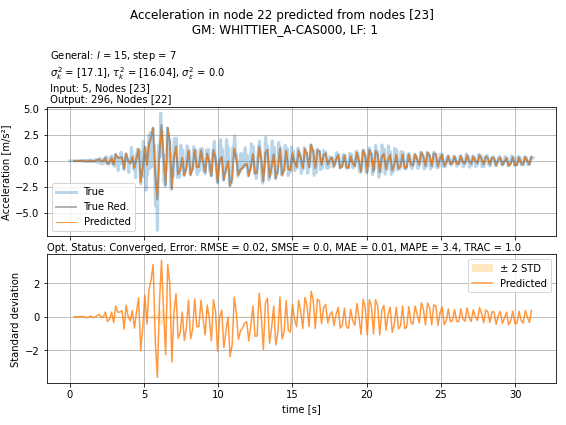 Acceleration in node 22 predicted from nodes [23]
GM: WHITTIER_A-CAS000, LF: 1
General: l = 15, step = 7
σ²ₖ = [17.1], τ²ₖ = [16.04], σ²ε = 0.0
Input: 5, Nodes [23]
Output: 296, Nodes [22]
Acceleration [m/s²]
5.0
2.5
0.0
−2.5
−5.0
True
True Red.
Predicted
Opt. Status: Converged, Error: RMSE = 0.02, SMSE = 0.0, MAE = 0.01, MAPE = 3.4, TRAC = 1.0
Standard deviation
2
0
−2
± 2 STD
Predicted
0 5 10 15 20 25 30
time [s]